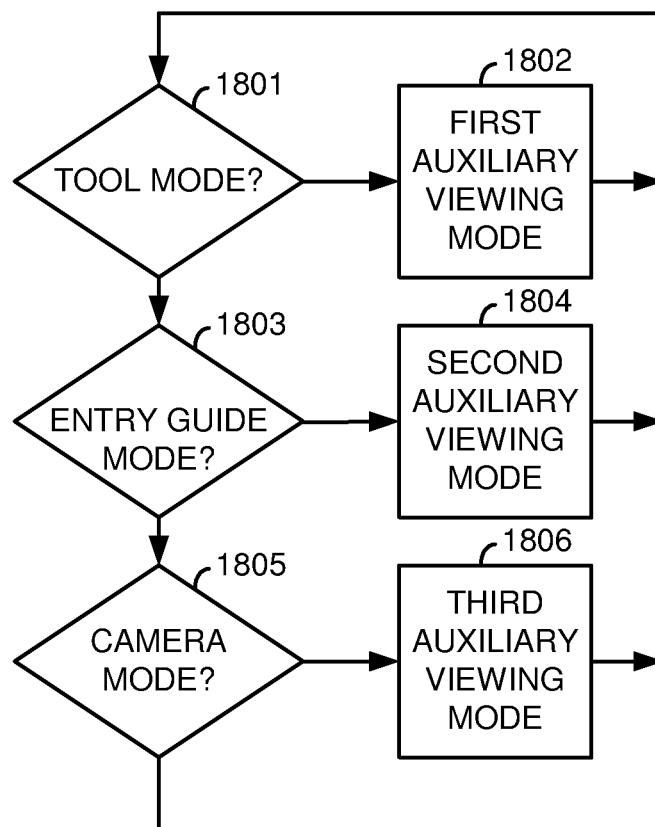 1801
TOOL MODE?
1802
FIRST
AUXILIARY
VIEWING
MODE
1803
ENTRY GUIDE
MODE?
1804
SECOND
AUXILIARY
VIEWING
MODE
1805
CAMERA
MODE?
1806
THIRD
AUXILIARY
VIEWING
MODE